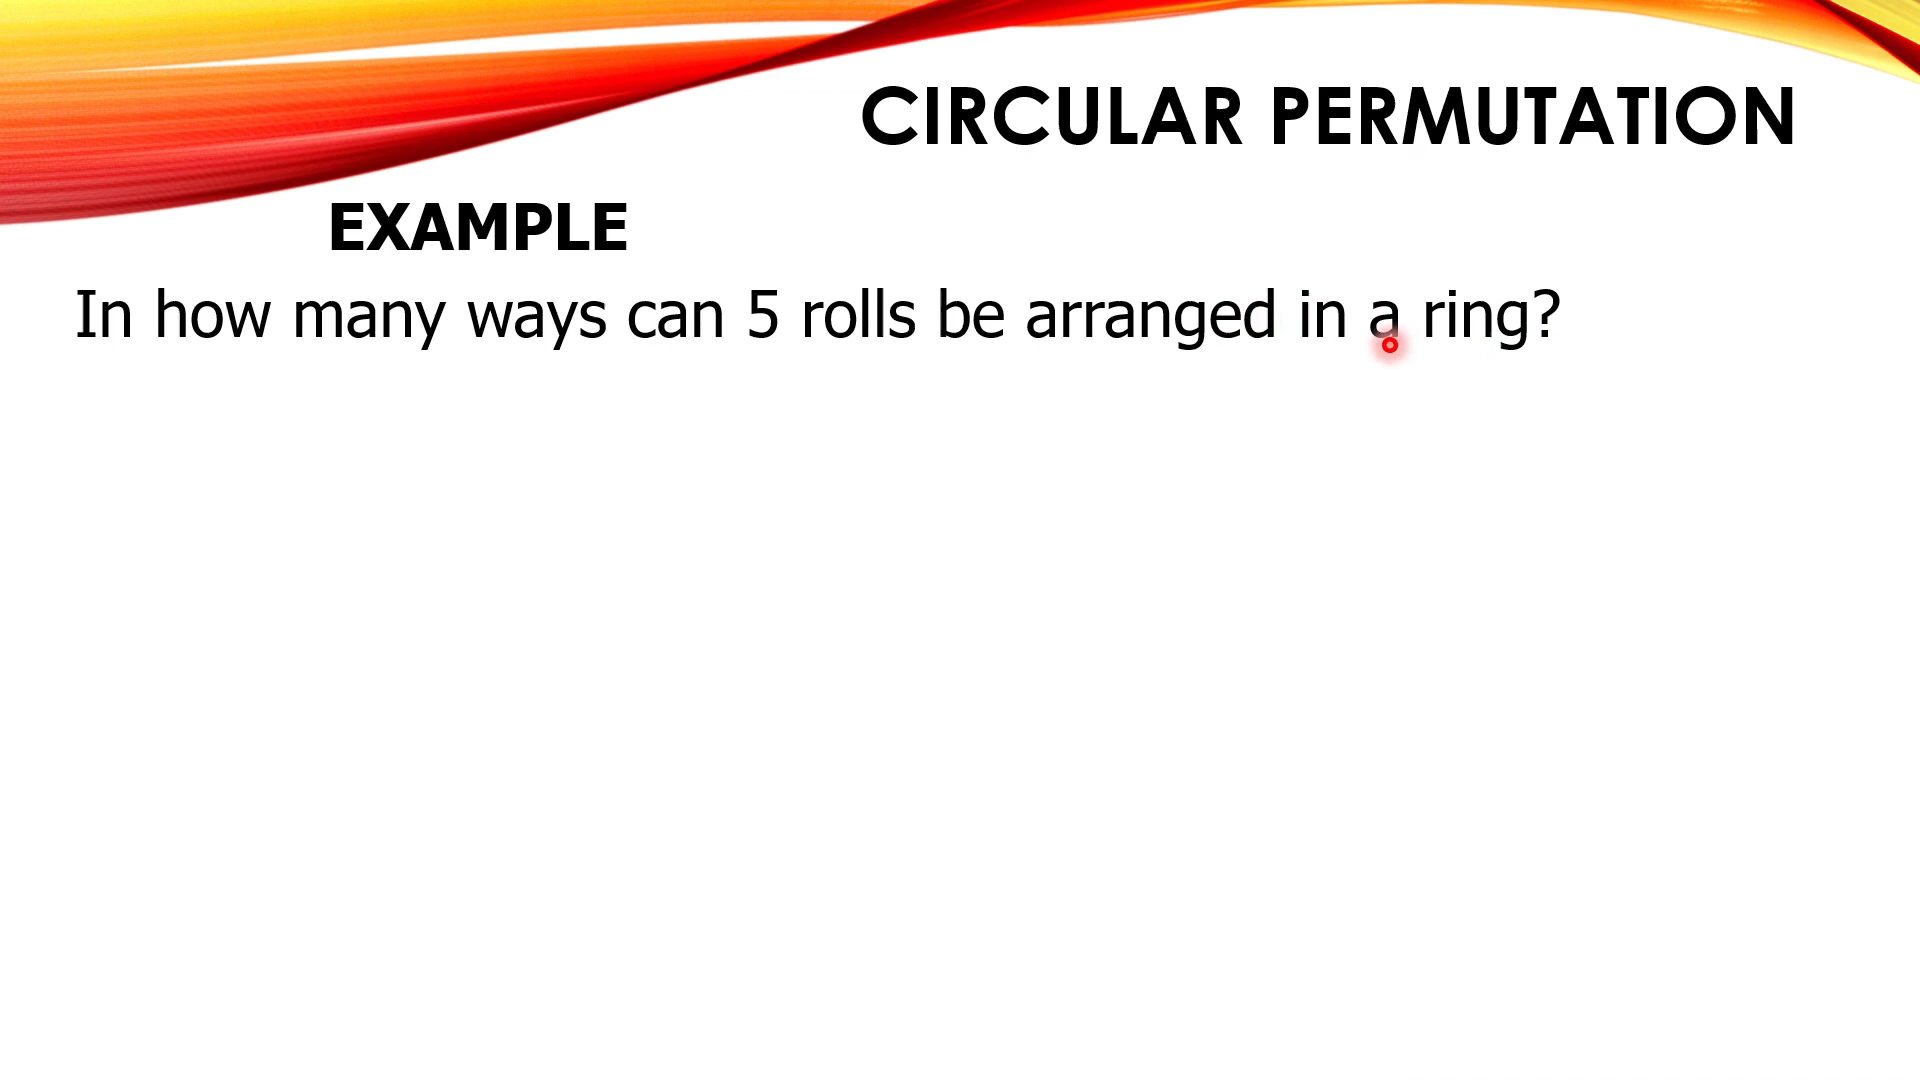 CIRCULAR PERMUTATION
EXAMPLE
In how many ways can 5 rolls be arranged in a ring?